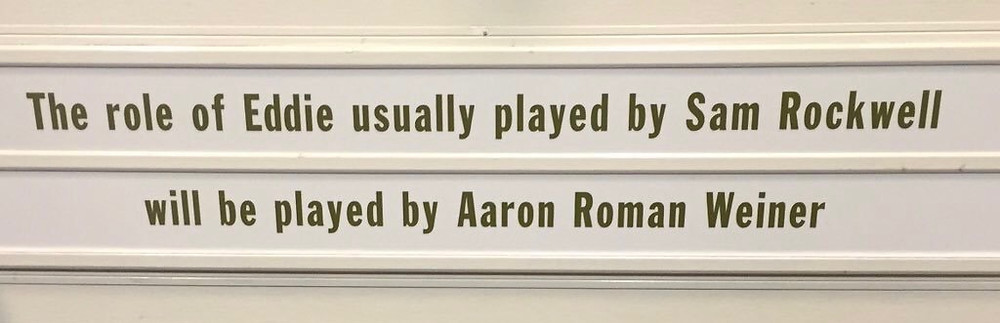 The role of Eddie usually played by Sam Rockwell
will be played by Aaron Roman Weiner